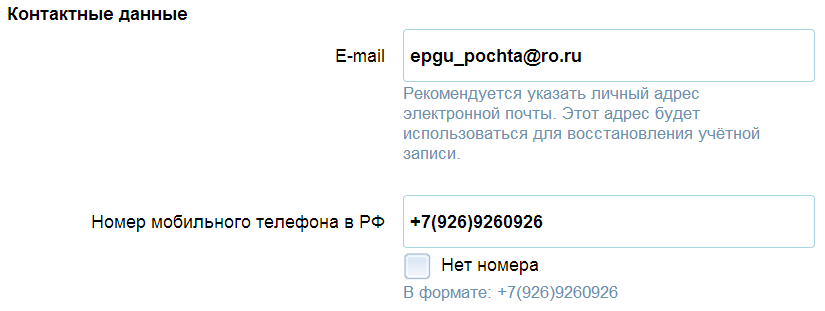 Контактные данные
E-mail
epgu_pochta@ro.ru
Рекомендуется указать личный адрес
электронной почты. Этот адрес будет
использоваться для восстановления учётной
записи.
Номер мобильного телефона в РФ
+7(926)9260926
Нет номера
В формате: +7(926)9260926